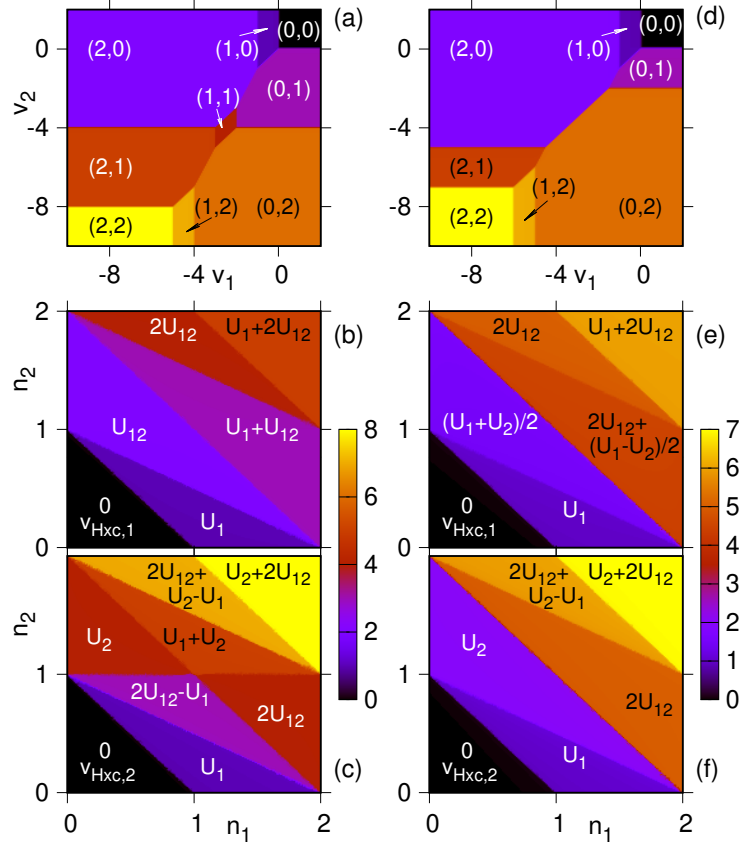 (a)
(d)
0
(2,0)
(1,0)
(0,0)
(2,0)
(1,0)
(0,0)
v2
(1,1)
(0,1)
(0,1)
-4
-4
(2,1)
(2,1)
(1,2)
(1,2)
-8
(2,2)
(0,2)
-8
(2,2)
(0,2)
-8
-4
v1
0
-8
-4
v1
0
2
2U12
U1+2U12
(b)
2
2U12
U1+2U12
(e)
n2
U12
U1+U12
(U1+U2)/2
2U12+
(U1-U2)/2
1
1
8
7
0
vHxc,1
U1
0
vHxc,1
U1
6
6
5
0
0
4
4
2U12+
U2-U1
U2+2U12
2U12+
U2-U1
U2+2U12
3
n2
U2
U1+U2
U2
2
2
1
1
1
2U12-U1
2U12
2U12
0
0
0
vHxc,2
U1
(c)
0
vHxc,2
U1
(f)
0
0
0
1
2
0
1
2
n1
n1